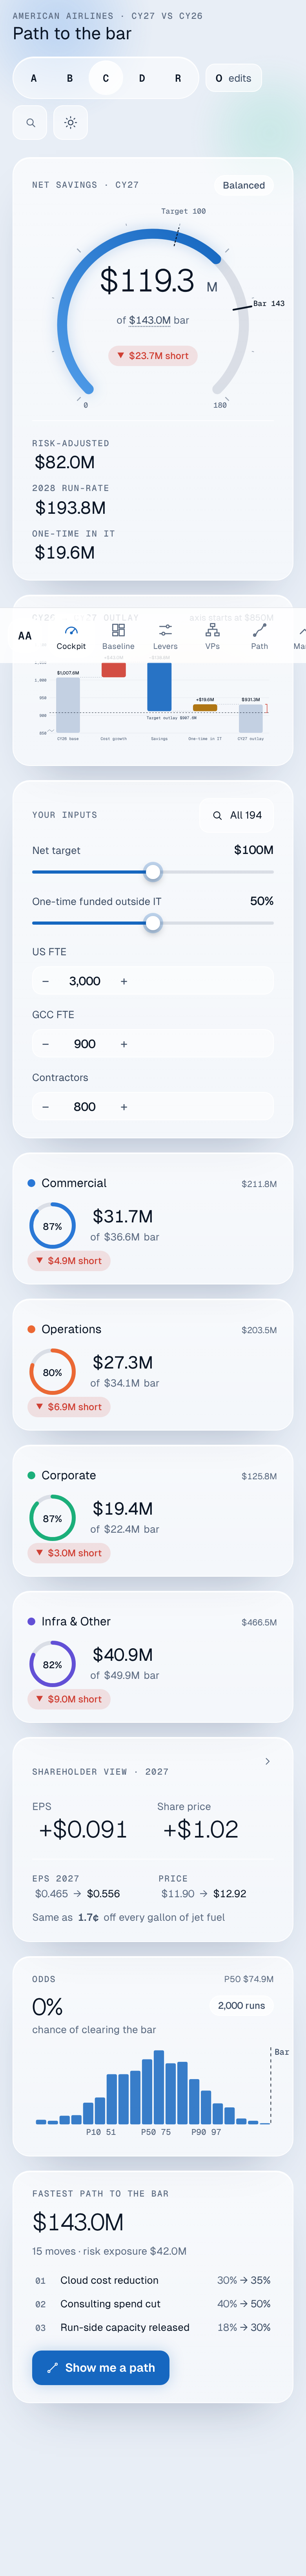 AMERICAN AIRLINES · CY27 VS CY26
Path to the bar
A B C D R
0 edits
NET SAVINGS · CY27
Balanced
Target 100
$119.3 M
Bar 143
of $143.0M bar
▼ $23.7M short
0
180
RISK-ADJUSTED
$82.0M
2028 RUN-RATE
$193.8M
ONE-TIME IN IT
$19.6M
axis starts at $850M
AA
Cockpit
Baseline
Levers
VPs
Path
Ma
1,000
950
900
850
$1,007.6M
+$19.6M
$931.3M
Target outlay $907.6M
CY26 base
Cost growth
Savings
One-time in IT
CY27 outlay
YOUR INPUTS
All 194
Net target $100M
One-time funded outside IT 50%
US FTE
− 3,000 +
GCC FTE
− 900 +
Contractors
− 800 +
Commercial $211.8M
87%
$31.7M
of $36.6M bar
▼ $4.9M short
Operations $203.5M
80%
$27.3M
of $34.1M bar
▼ $6.9M short
Corporate $125.8M
87%
$19.4M
of $22.4M bar
▼ $3.0M short
Infra & Other $466.5M
82%
$40.9M
of $49.9M bar
▼ $9.0M short
SHAREHOLDER VIEW · 2027
EPS
+$0.091
Share price
+$1.02
EPS 2027
$0.465 → $0.556
PRICE
$11.90 → $12.92
Same as 1.7¢ off every gallon of jet fuel
ODDS
P50 $74.9M
0%
2,000 runs
chance of clearing the bar
Bar
P10 51
P50 75
P90 97
FASTEST PATH TO THE BAR
$143.0M
15 moves · risk exposure $42.0M
01 Cloud cost reduction 30% → 35%
02 Consulting spend cut 40% → 50%
03 Run-side capacity released 18% → 30%
Show me a path